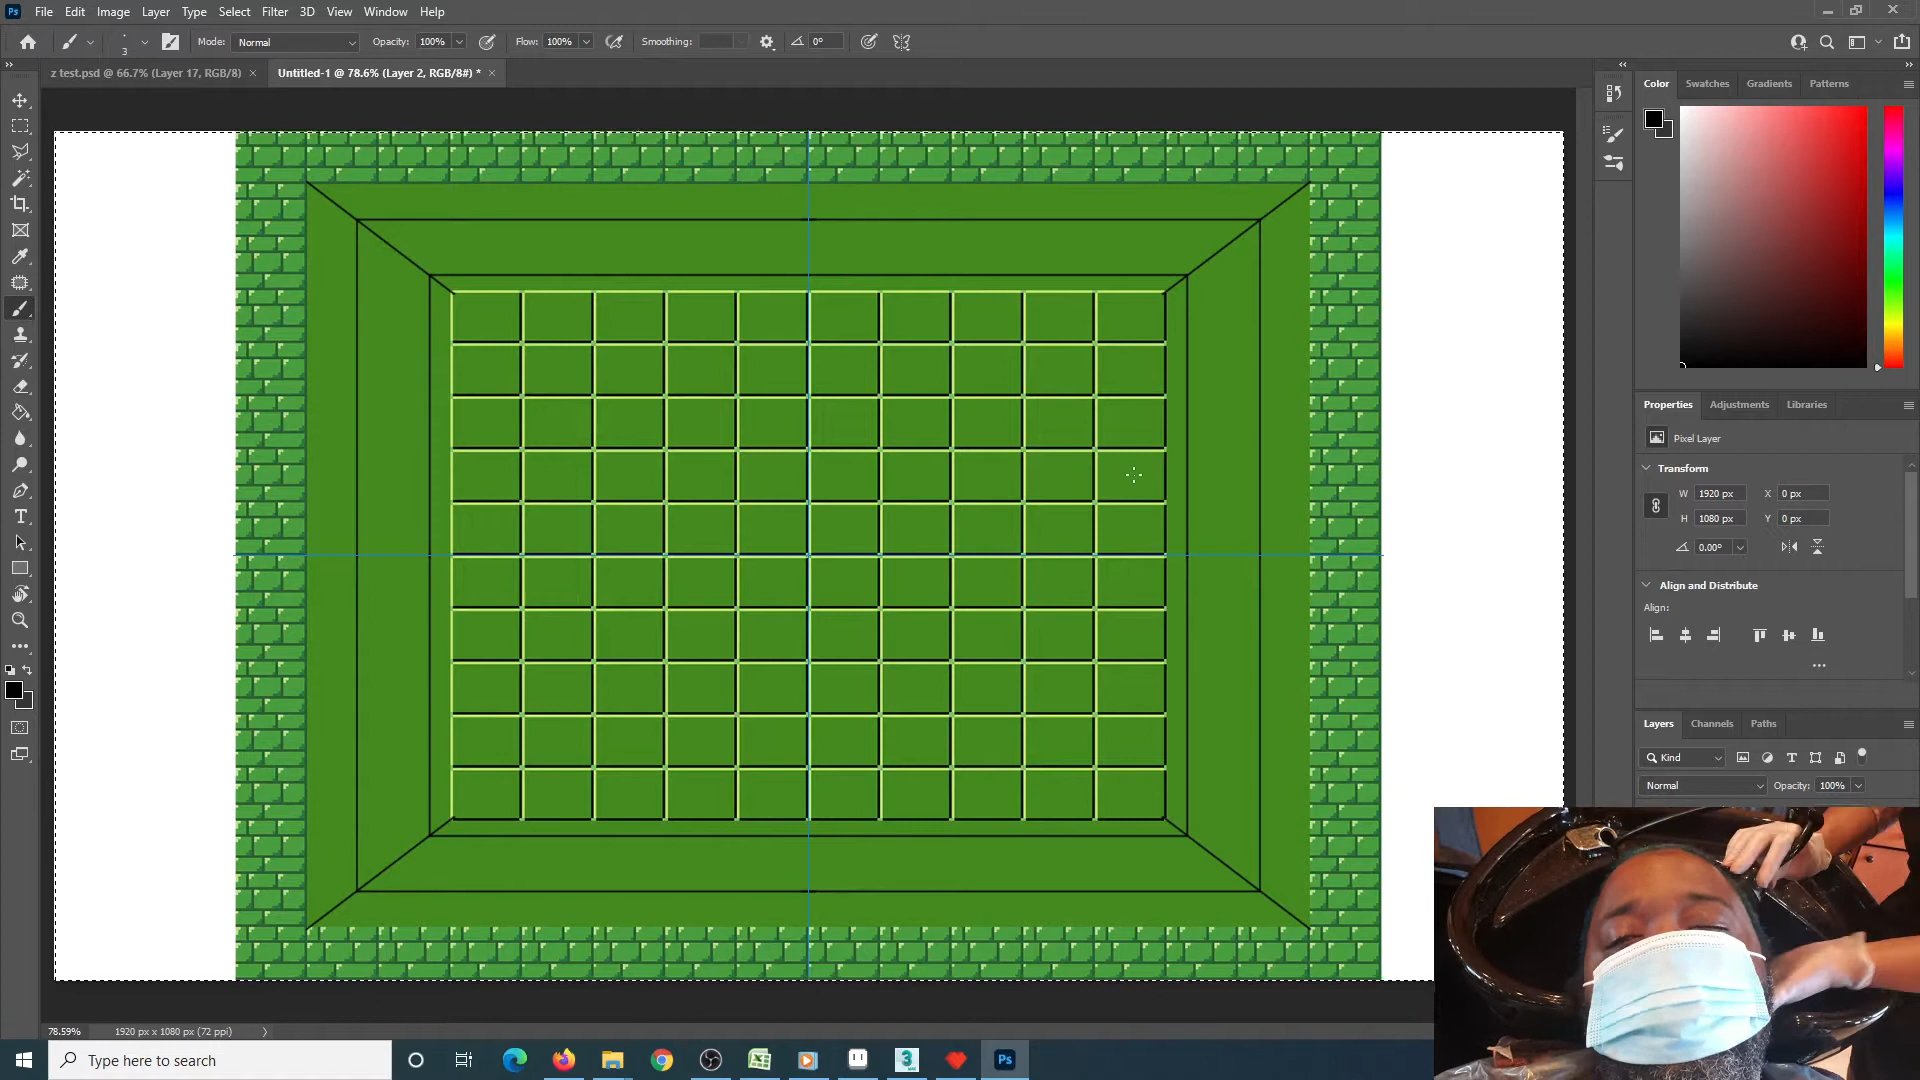 Ps File Edit Image Layer Type Select Filter 3D View Window Help
3 Mode: Normal Opacity: 100% Flow: 100% Smoothing: 0°
z test.psd @ 66.7% (Layer 17, RGB/8) × Untitled-1 @ 78.6% (Layer 2, RGB/8#) * ×
Color Swatches Gradients Patterns
Properties Adjustments Libraries
Pixel Layer
Transform
W 1920 px X 0 px
H 1080 px Y 0 px
0.00°
Align and Distribute
Align:
Layers Channels Paths
Kind
Normal Opacity: 100%
78.59% 1920 px x 1080 px (72 ppi)
Type here to search
3
Ps